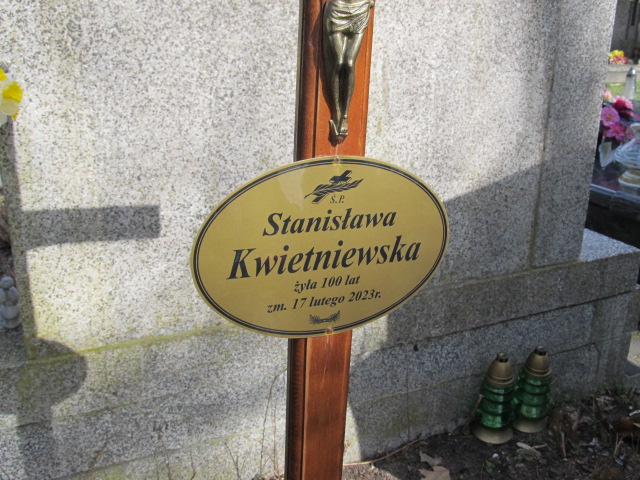 Ś.P.
Stanisława
Kwietniewska
żyła 100 lat
zm. 17 lutego 2023r.